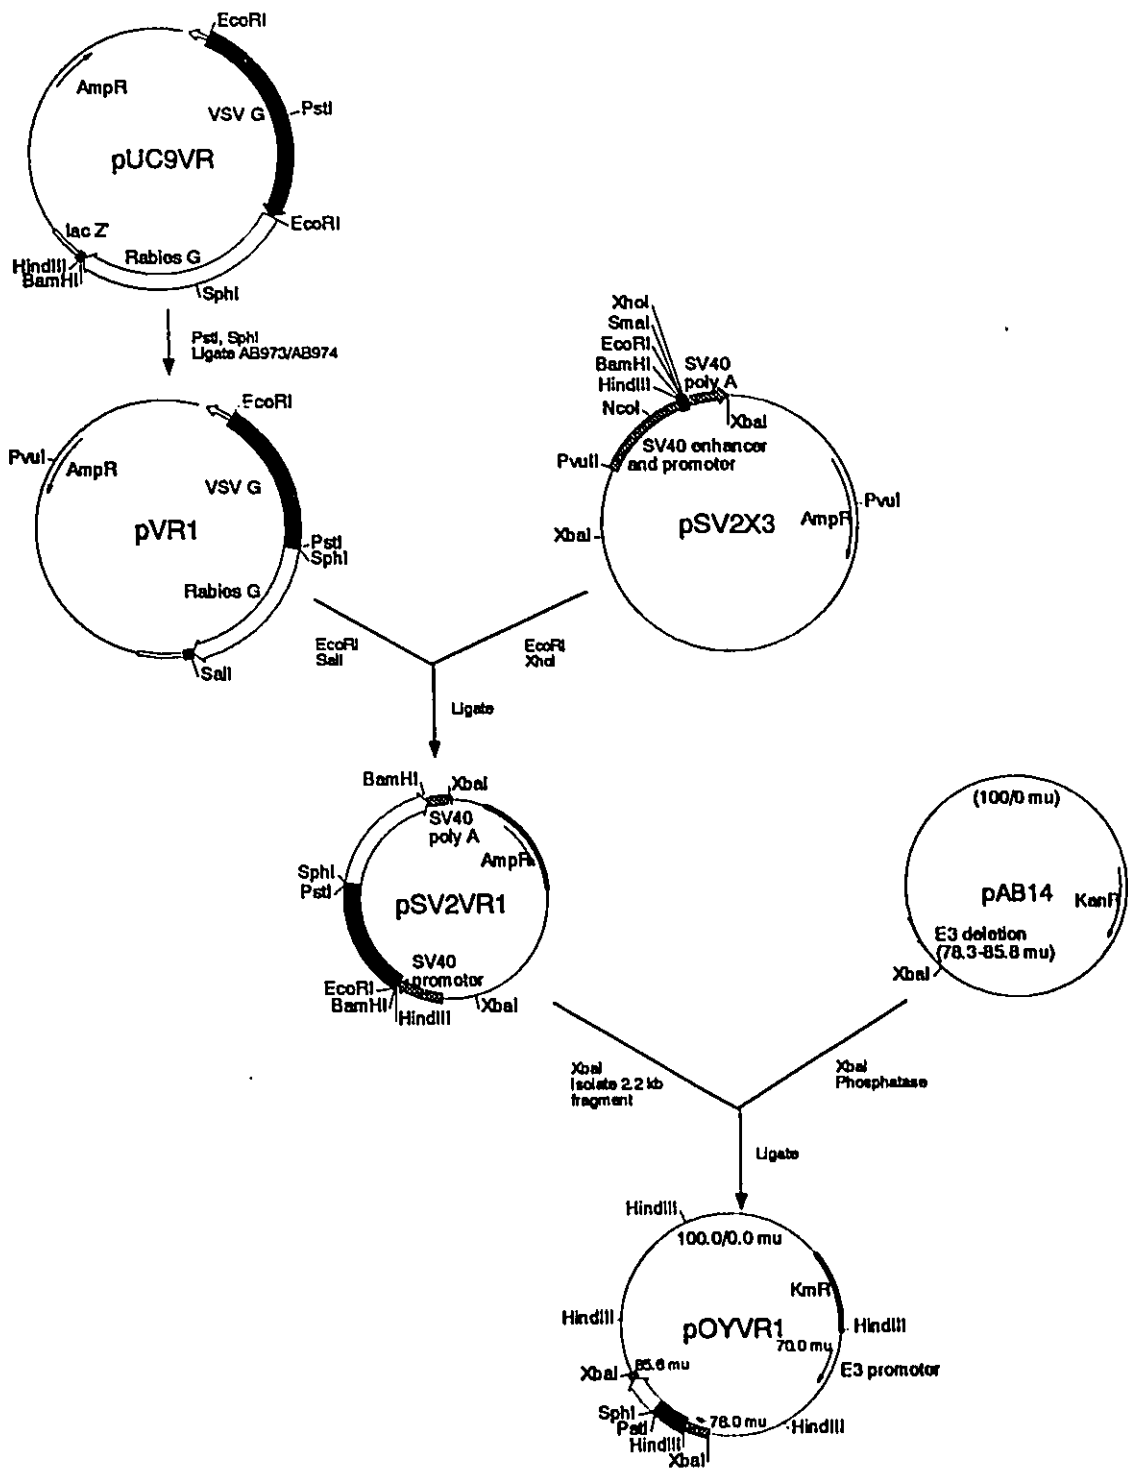 EcoRI
AmpR
VSV G
PstI
pUC9VR
EcoRI
lac Z'
Rabies G
HindIII
BamHI
SphI
PstI, SphI
Ligate AB973/AB974
XhoI
SmaI
EcoRI
BamHI
HindIII
NcoI
SV40
poly A
XbaI
SV40 enhancer
and promotor
PvuII
PvuI
AmpR
pSV2X3
XbaI
EcoRI
PvuI
AmpR
VSV G
pVR1
PstI
SphI
Rabies G
SalI
EcoRI
SalI
EcoRI
XhoI
Ligate
BamHI
XbaI
SV40
poly A
AmpR
SphI
PstI
pSV2VR1
SV40
promotor
EcoRI
BamHI
HindIII
XbaI
(100/0 mu)
pAB14
KanR
E3 deletion
(78.3-85.8 mu)
XbaI
XbaI
Isolate 2.2 kb
fragment
XbaI
Phosphatase
Ligate
HindIII
100.0/0.0 mu
KmR
HindIII
pOYVR1
HindIII
70.0 mu
E3 promotor
XbaI
85.6 mu
SphI
PstI
HindIII
XbaI
78.0 mu
HindIII